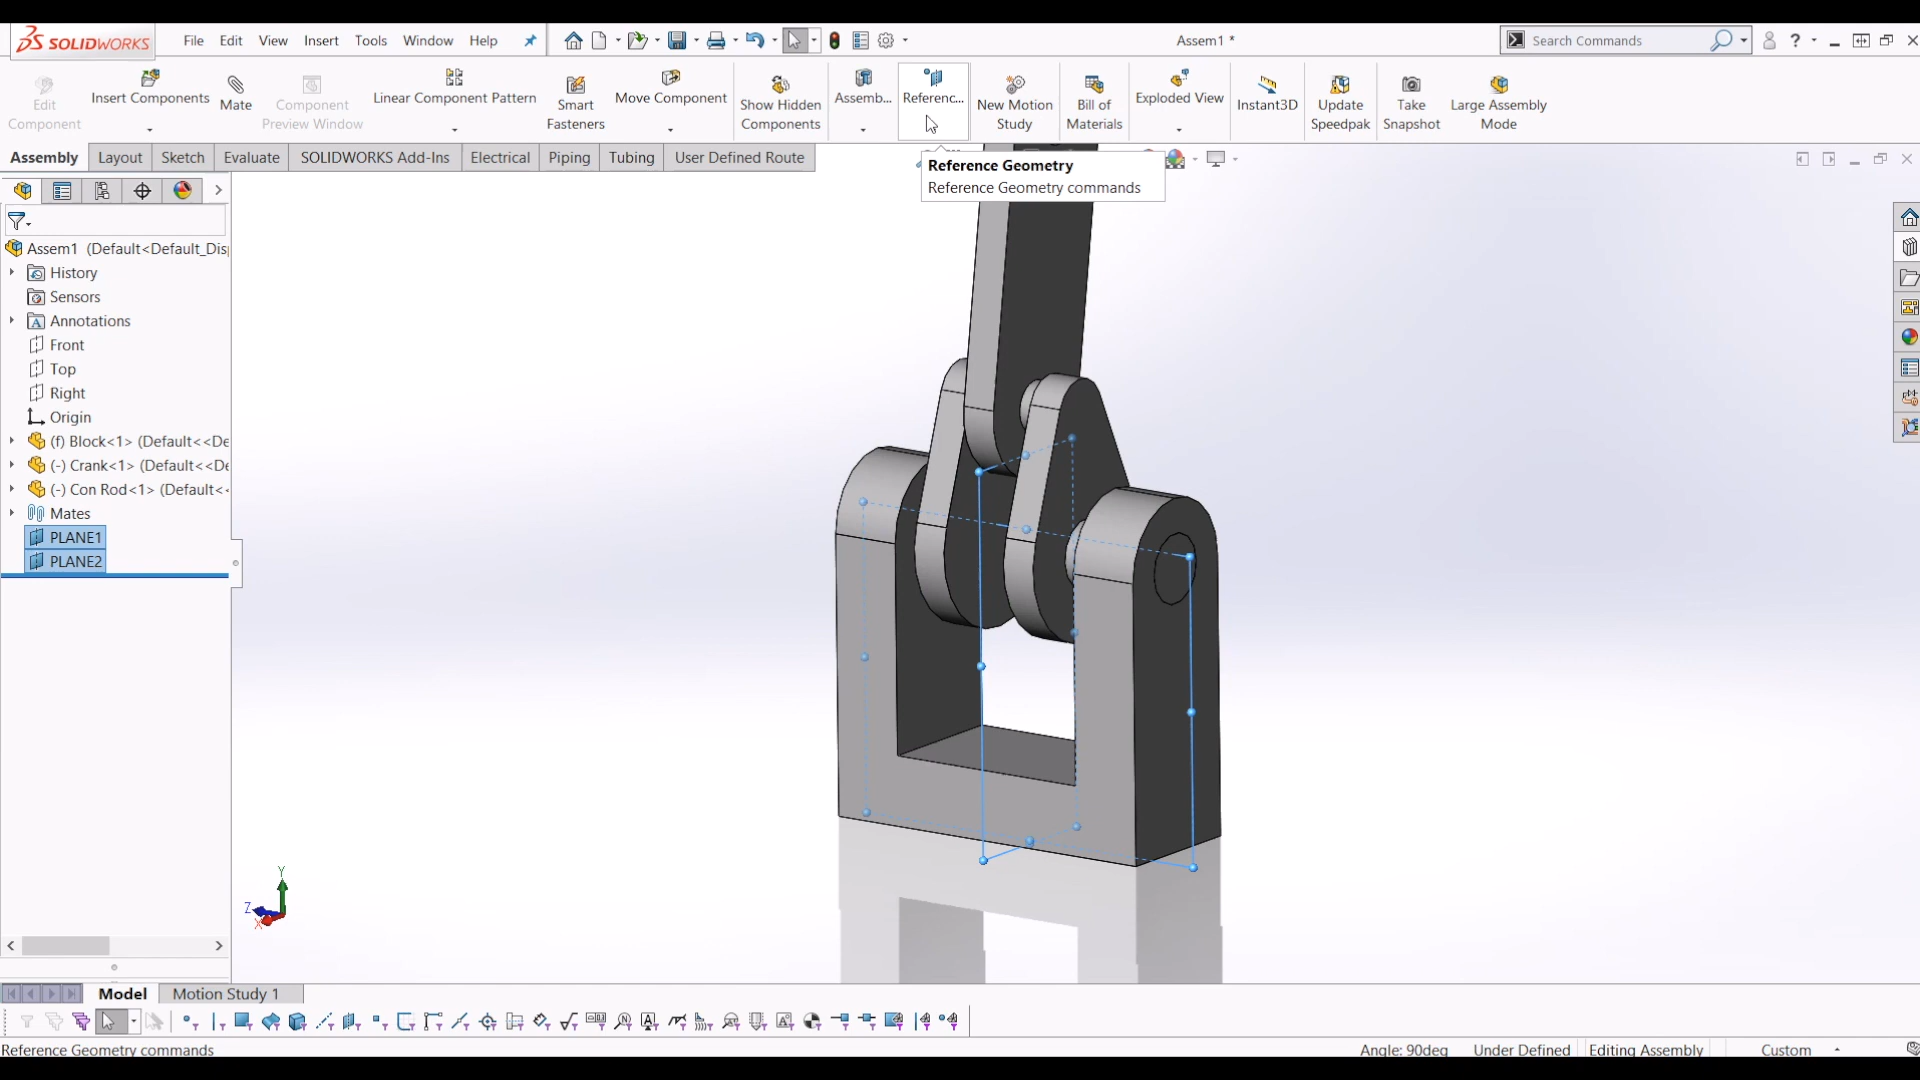 SOLIDWORKS File Edit View Insert Tools Window Help Assem1 * Search Commands ?
Edit Component
Insert Components
Mate
Component Preview Window
Linear Component Pattern
Smart Fasteners
Move Component
Show Hidden Components
Assemb...
Referenc...
New Motion Study
Bill of Materials
Exploded View
Instant3D
Update Speedpak
Take Snapshot
Large Assembly Mode
Assembly Layout Sketch Evaluate SOLIDWORKS Add-Ins Electrical Piping Tubing User Defined Route
Reference Geometry
Reference Geometry commands
Assem1 (Default<Default_Dis
History
Sensors
Annotations
Front
Top
Right
Origin
(f) Block<1> (Default<<De
(-) Crank<1> (Default<<De
(-) Con Rod<1> (Default<<
Mates
PLANE1
PLANE2
Y
Z
X
Model Motion Study 1
Reference Geometry commands Angle: 90deg Under Defined Editing Assembly Custom